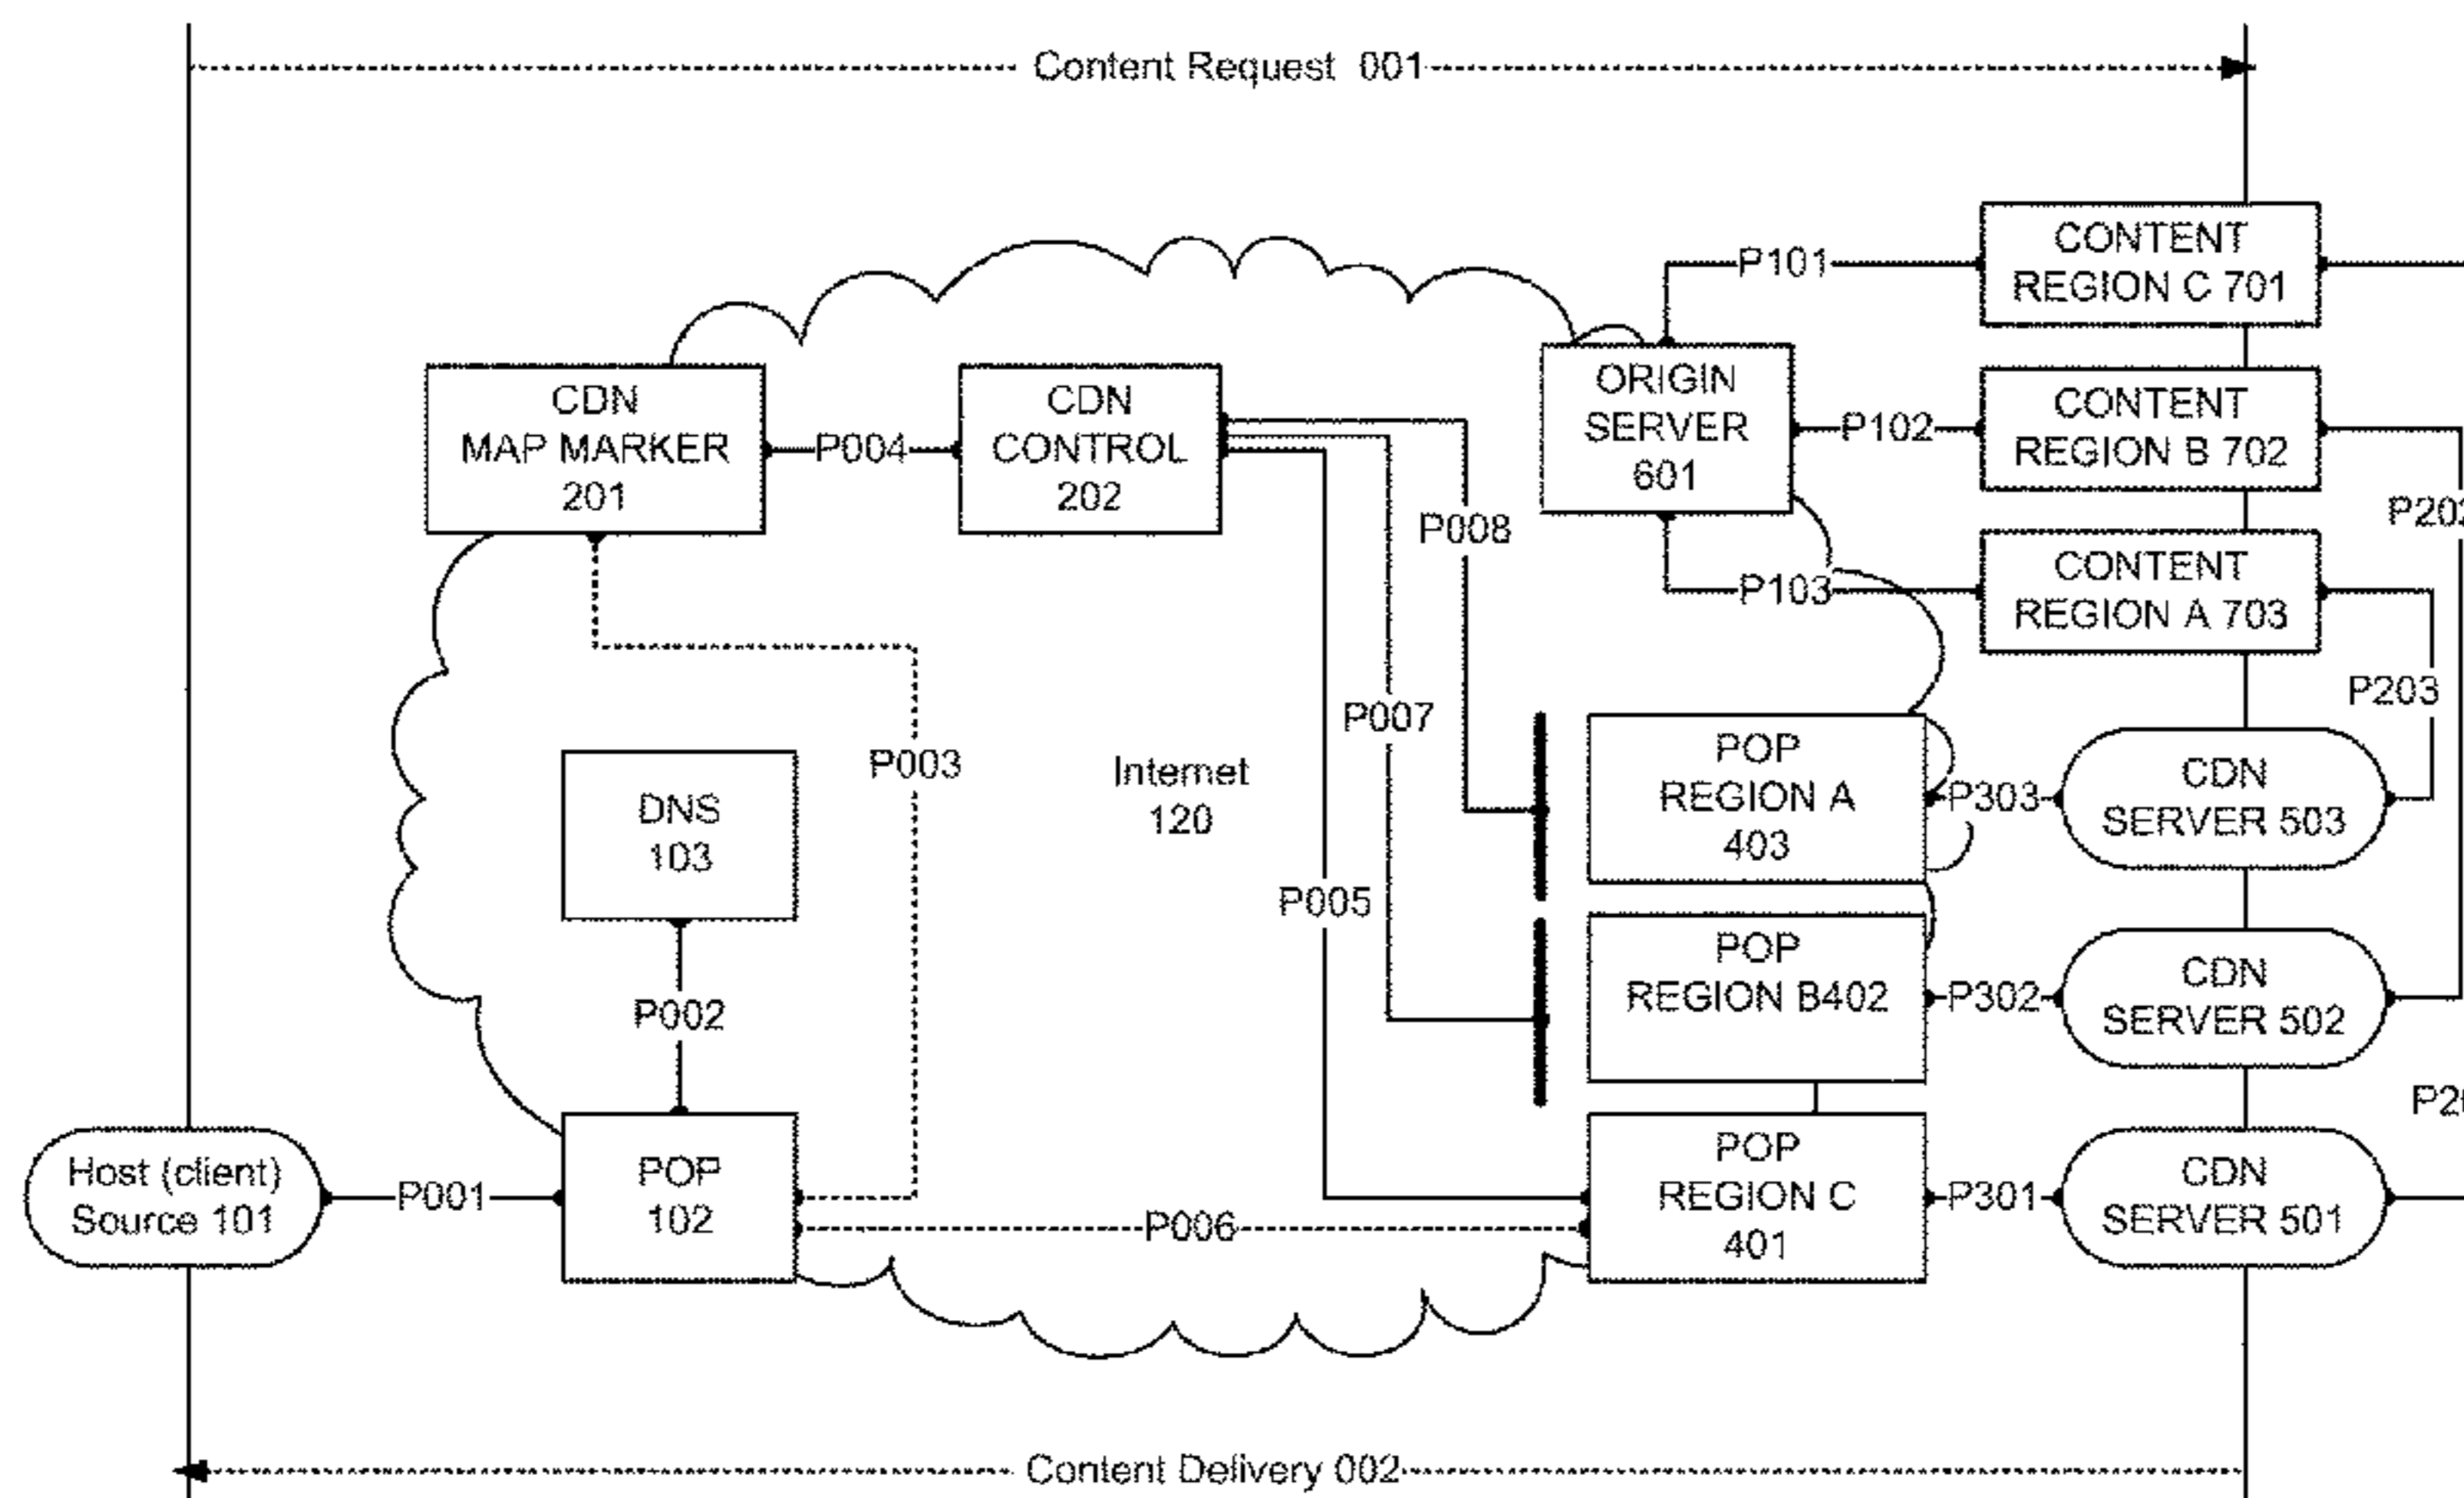 Content Request 001
CONTENT
REGION C 701
P101
ORIGIN
SERVER
601
CONTENT
REGION B 702
P102
CDN
MAP MARKER
201
P004
CDN
CONTROL
202
P008
P202
CONTENT
REGION A 703
P103
P203
P007
P003
Internet
120
POP
REGION A
403
P303
CDN
SERVER 503
DNS
103
P005
POP
REGION B402
P302
CDN
SERVER 502
P002
Host (client)
Source 101
P001
POP
102
P006
POP
REGION C
401
P301
CDN
SERVER 501
Content Delivery 002